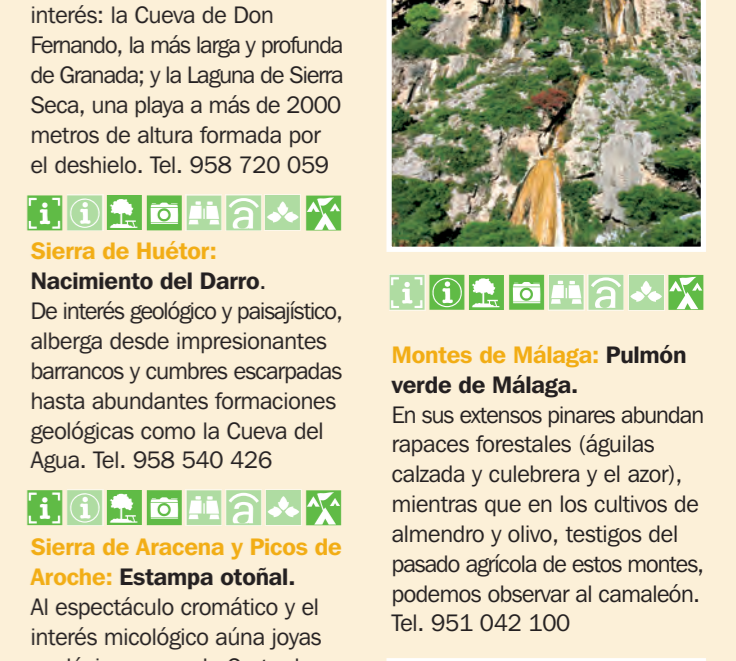 interés: la Cueva de Don
Fernando, la más larga y profunda
de Granada; y la Laguna de Sierra
Seca, una playa a más de 2000
metros de altura formada por
el deshielo. Tel. 958 720 059
Sierra de Huétor:
Nacimiento del Darro.
De interés geológico y paisajístico,
alberga desde impresionantes
barrancos y cumbres escarpadas
hasta abundantes formaciones
geológicas como la Cueva del
Agua. Tel. 958 540 426
Sierra de Aracena y Picos de
Aroche: Estampa otoñal.
Al espectáculo cromático y el
interés micológico aúna joyas
Montes de Málaga: Pulmón
verde de Málaga.
En sus extensos pinares abundan
rapaces forestales (águilas
calzada y culebrera y el azor),
mientras que en los cultivos de
almendro y olivo, testigos del
pasado agrícola de estos montes,
podemos observar al camaleón.
Tel. 951 042 100